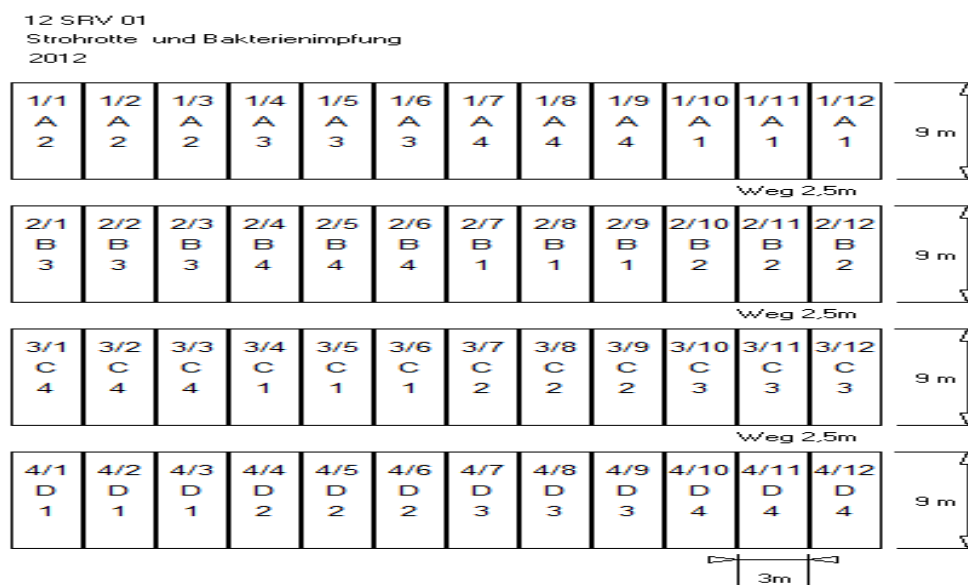 12 SRV 01
Strohrotte und Bakterienimpfung
2012
1/1 1/2 1/3 1/4 1/5 1/6 1/7 1/8 1/9 1/10 1/11 1/12
A A A A A A A A A A A A
2 2 2 3 3 3 4 4 4 1 1 1
9 m
Weg 2,5m
2/1 2/2 2/3 2/4 2/5 2/6 2/7 2/8 2/9 2/10 2/11 2/12
B B B B B B B B B B B B
3 3 3 4 4 4 1 1 1 2 2 2
9 m
Weg 2,5m
3/1 3/2 3/3 3/4 3/5 3/6 3/7 3/8 3/9 3/10 3/11 3/12
C C C C C C C C C C C C
4 4 4 1 1 1 2 2 2 3 3 3
9 m
Weg 2,5m
4/1 4/2 4/3 4/4 4/5 4/6 4/7 4/8 4/9 4/10 4/11 4/12
D D D D D D D D D D D D
1 1 1 2 2 2 3 3 3 4 4 4
9 m
3m